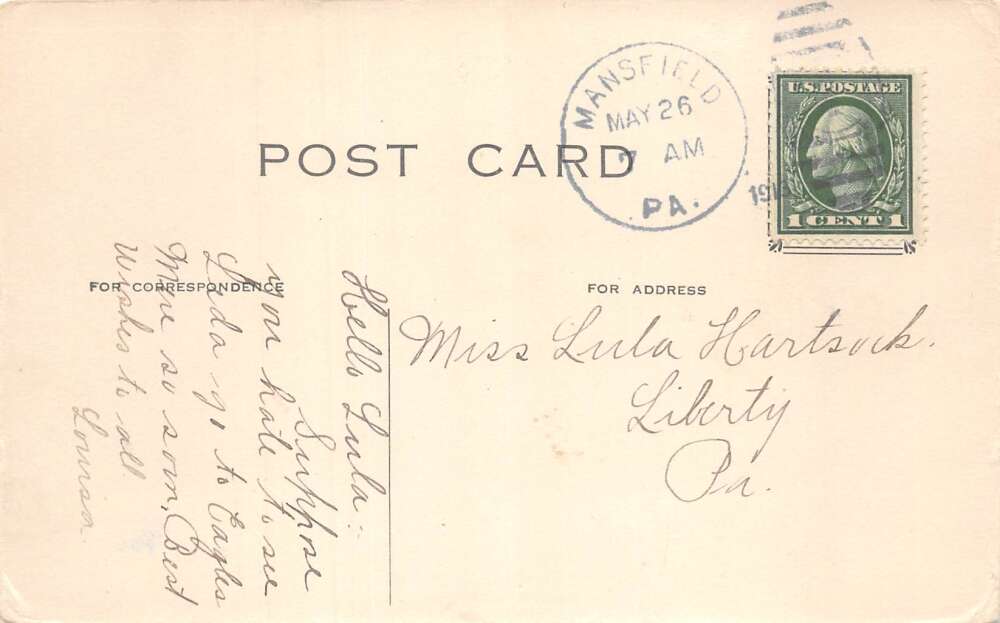 MANSFIELD
MAY 26
7 AM
PA.
U.S. POSTAGE
1 CENT 1
POST CARD
FOR CORRESPONDENCE
FOR ADDRESS
Hello Lula:
Suppose
you hate to see
Leda go to Eagles
Mere so soon, Best
Wishes to all.
Louisa.
Miss Lula Hartsock.
Liberty
Pa.